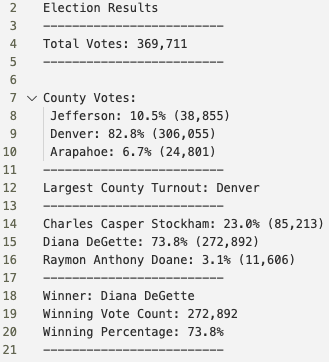 2 Election Results
3 -------------------------
4 Total Votes: 369,711
5 -------------------------
6
7 County Votes:
8 Jefferson: 10.5% (38,855)
9 Denver: 82.8% (306,055)
10 Arapahoe: 6.7% (24,801)
11 -------------------------
12 Largest County Turnout: Denver
13 -------------------------
14 Charles Casper Stockham: 23.0% (85,213)
15 Diana DeGette: 73.8% (272,892)
16 Raymon Anthony Doane: 3.1% (11,606)
17 -------------------------
18 Winner: Diana DeGette
19 Winning Vote Count: 272,892
20 Winning Percentage: 73.8%
21 -------------------------